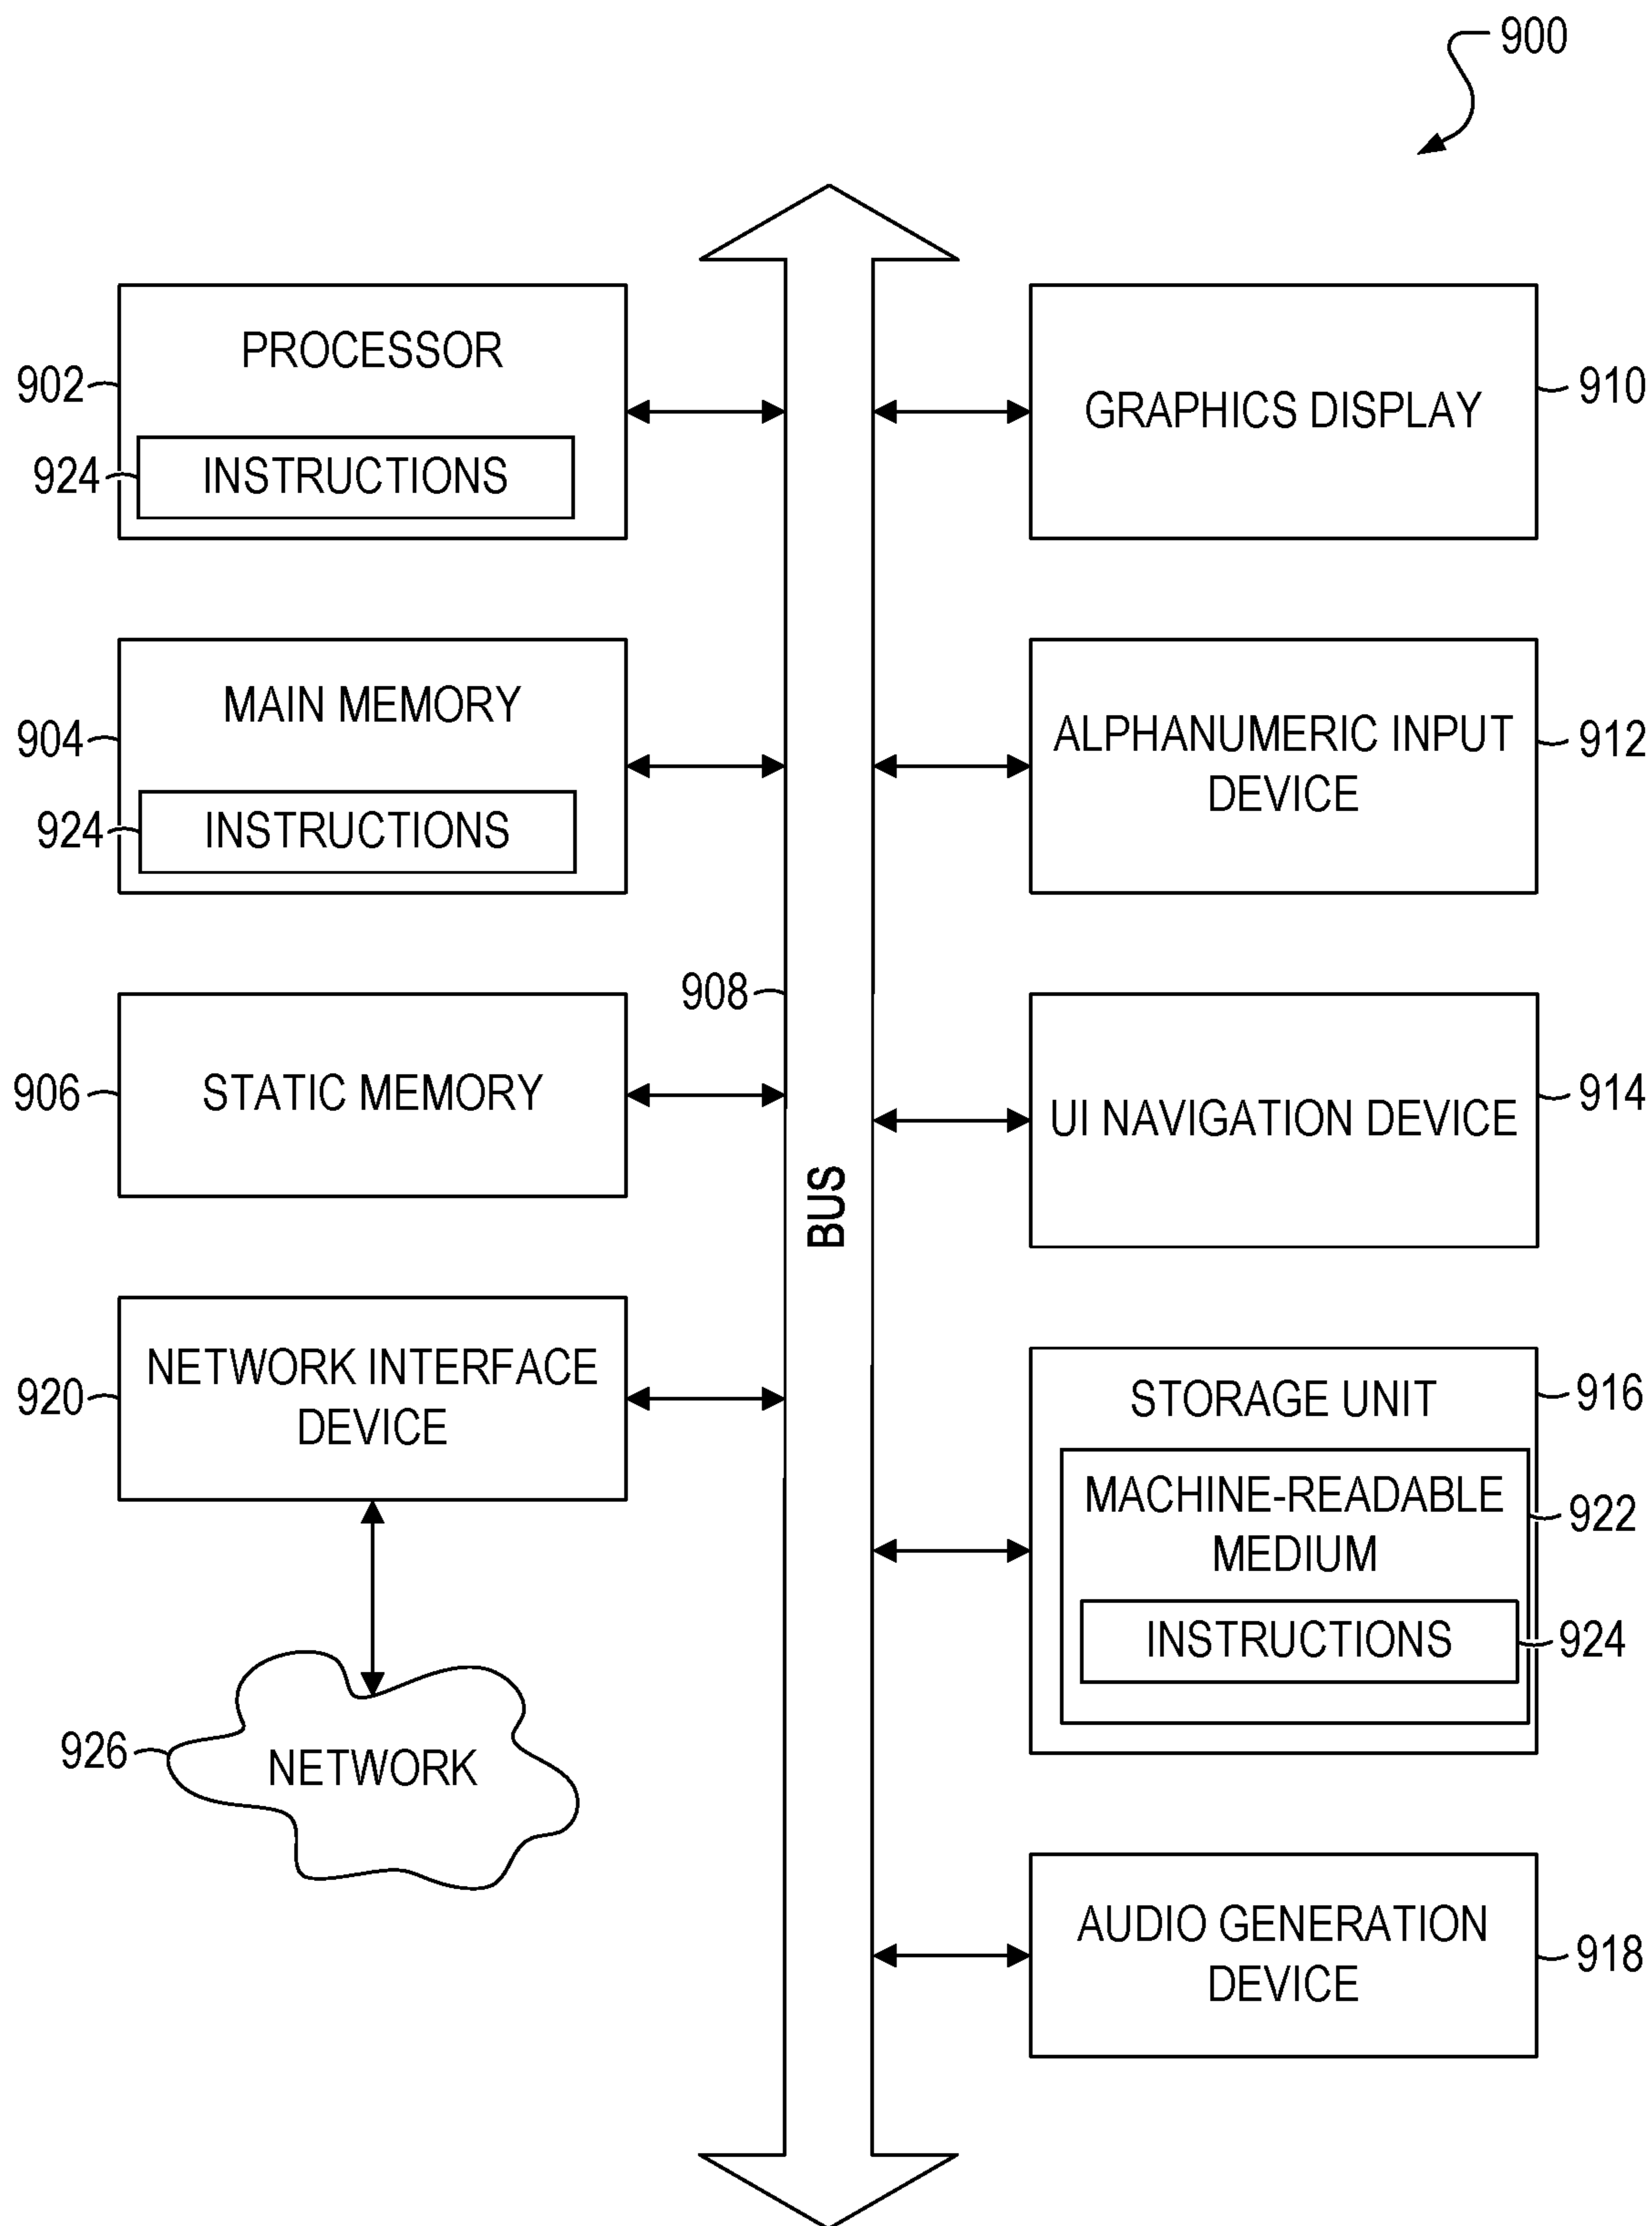 900
PROCESSOR
902
924
INSTRUCTIONS
MAIN MEMORY
904
924
INSTRUCTIONS
908
906
STATIC MEMORY
BUS
920
NETWORK INTERFACE
DEVICE
926
NETWORK
GRAPHICS DISPLAY
910
ALPHANUMERIC INPUT
DEVICE
912
UI NAVIGATION DEVICE
914
STORAGE UNIT
916
MACHINE-READABLE
MEDIUM
922
INSTRUCTIONS
924
AUDIO GENERATION
DEVICE
918